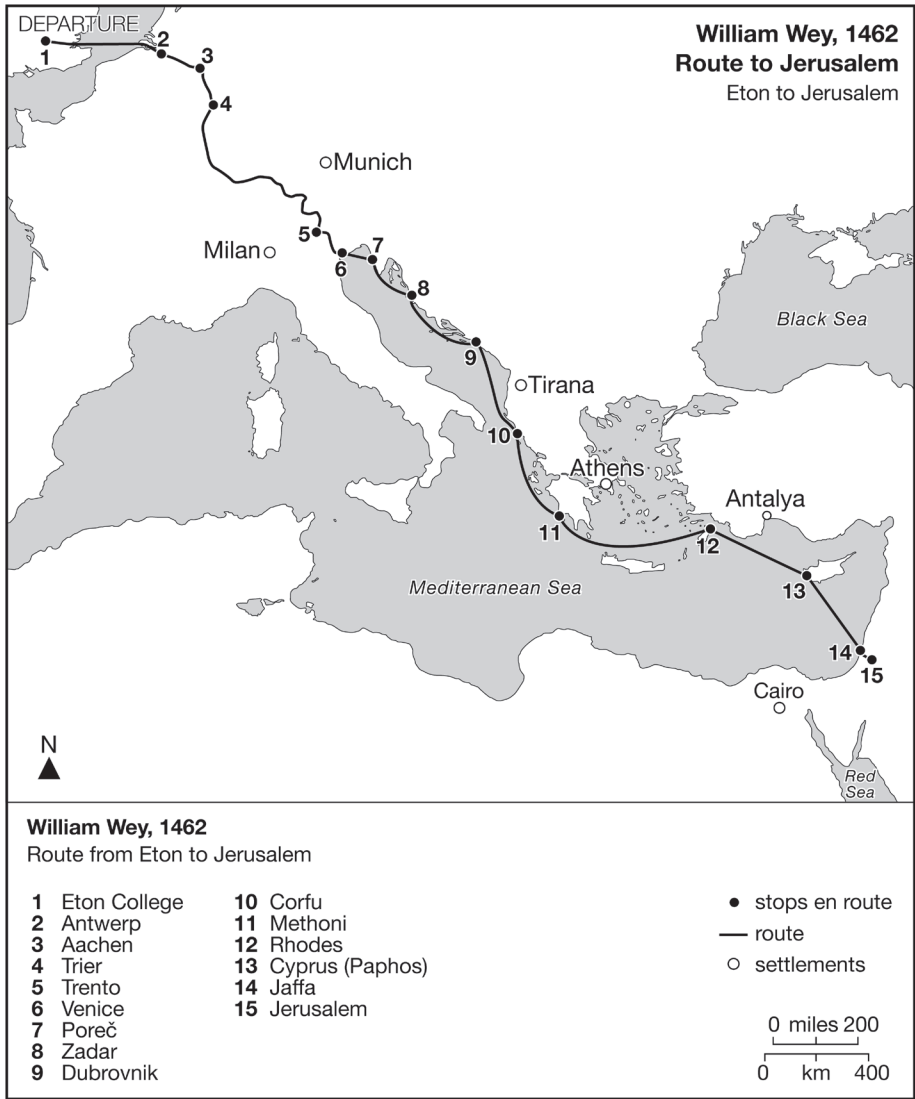 DEPARTURE
1
2
3
4
William Wey, 1462
Route to Jerusalem
Eton to Jerusalem
Munich
Milan
5
6
7
8
9
Black Sea
Tirana
10
Athens
11
Antalya
12
Mediterranean Sea
13
14
15
Cairo
N
Red
Sea
William Wey, 1462
Route from Eton to Jerusalem
1 Eton College
2 Antwerp
3 Aachen
4 Trier
5 Trento
6 Venice
7 Poreč
8 Zadar
9 Dubrovnik
10 Corfu
11 Methoni
12 Rhodes
13 Cyprus (Paphos)
14 Jaffa
15 Jerusalem
stops en route
route
settlements
0 miles 200
0 km 400